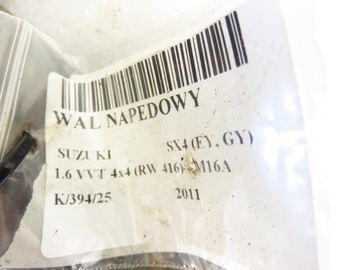 WAL NAPEDOWY
SUZUKI SX4 (EY, GY)
1.6 VVT 4x4 (RW 416) M16A
K/394/25 2011